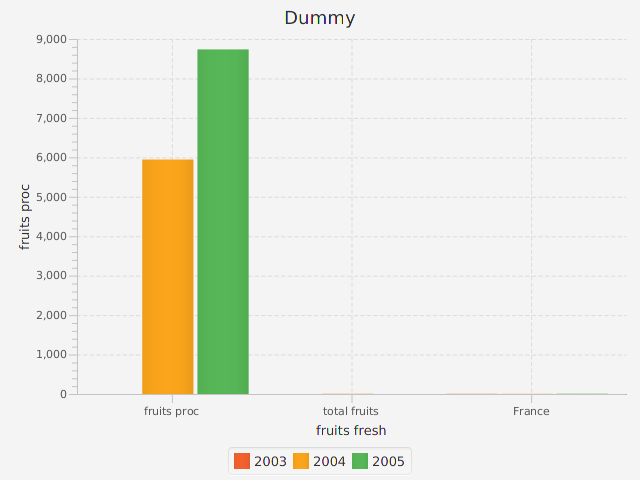 Dummy
9,000
8,000
7,000
6,000
5,000
4,000
3,000
2,000
1,000
0
fruits proc
fruits proc total fruits France
fruits fresh
2003 2004 2005